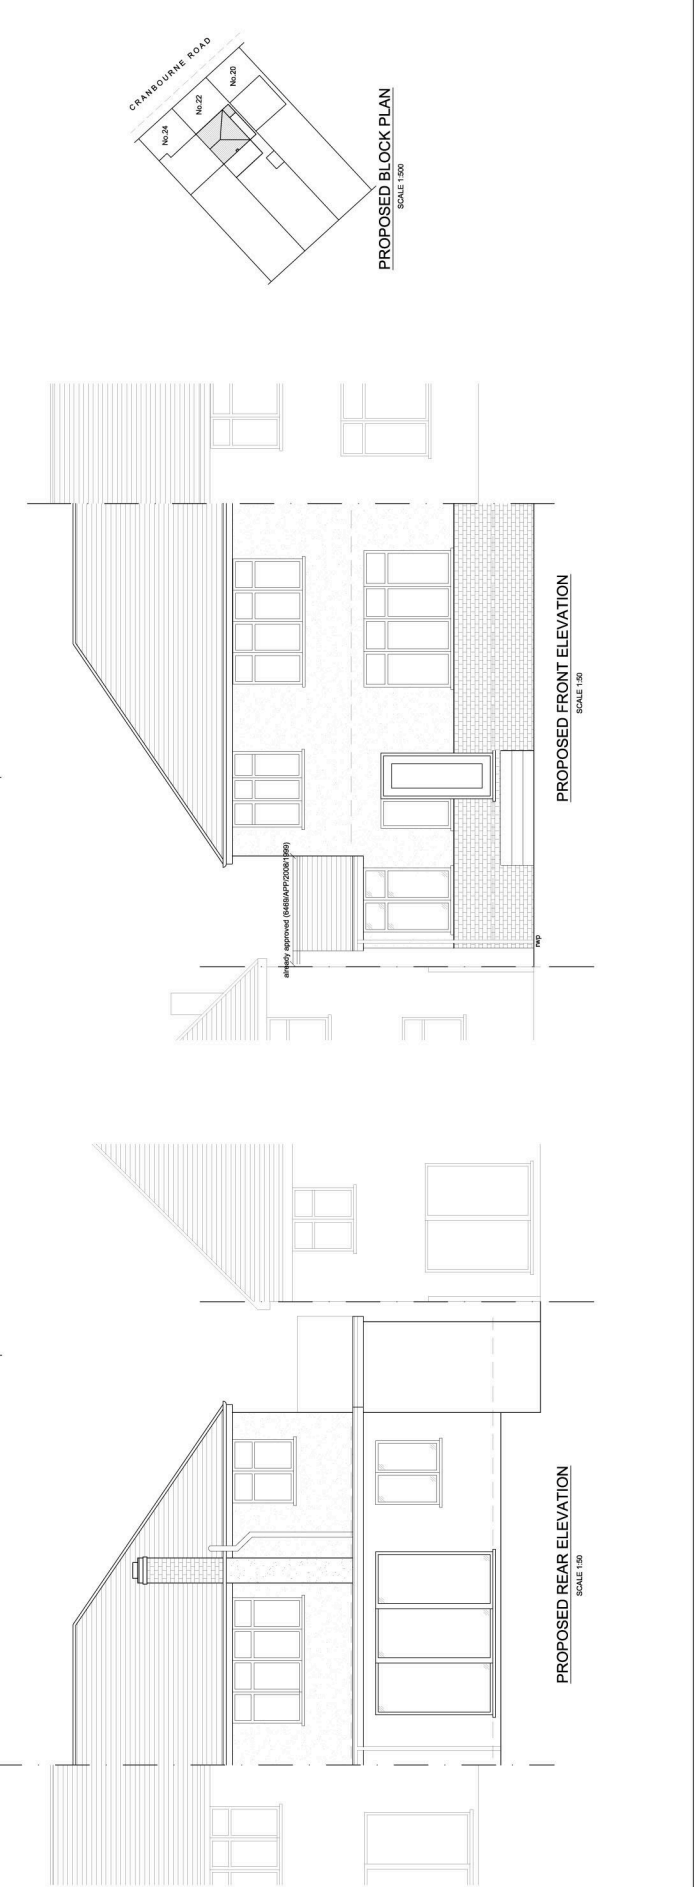 CRANBOURNE ROAD
No.24
No.22
No.20
PROPOSED BLOCK PLAN
SCALE 1:500
already approved (6469/APP/2008/1999)
rwp
PROPOSED FRONT ELEVATION
SCALE 1:50
PROPOSED REAR ELEVATION
SCALE 1:50